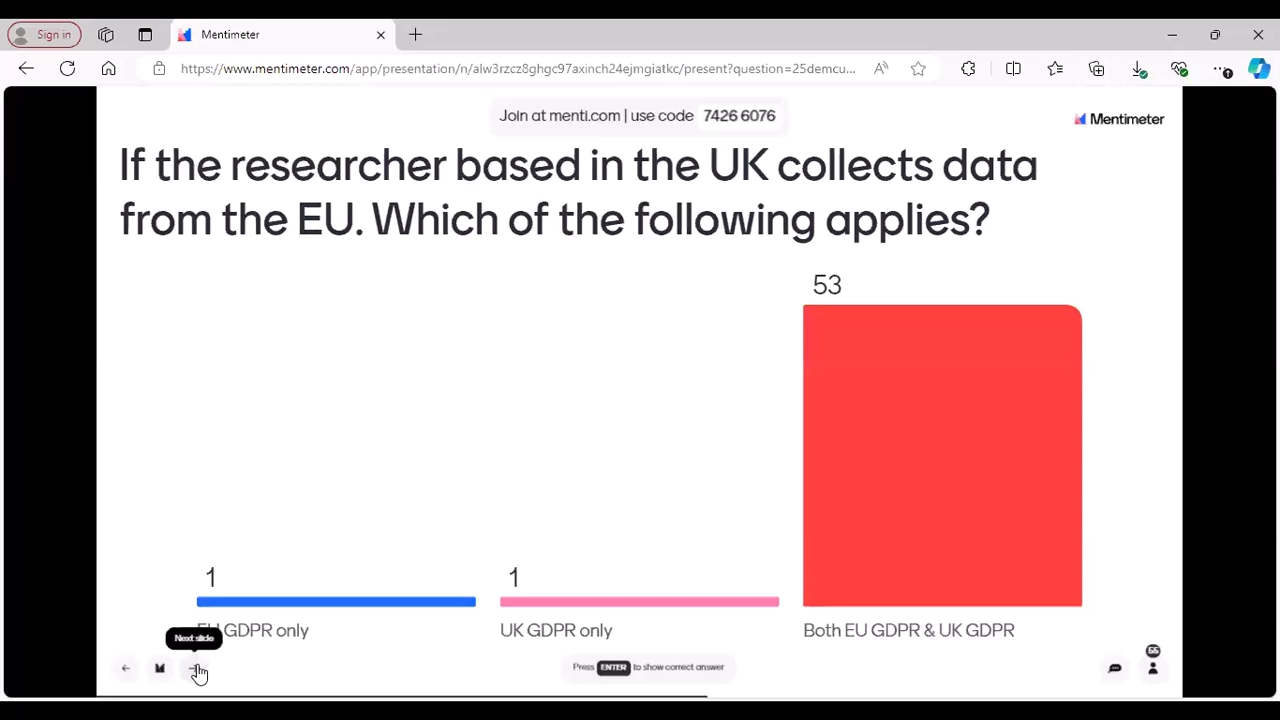 Sign in
Mentimeter
https://www.mentimeter.com/app/presentation/n/alw3rzcz8ghgc97axinch24ejmgiatkc/present?question=25demcu...
Join at menti.com | use code 7426 6076
Mentimeter
If the researcher based in the UK collects data
from the EU. Which of the following applies?
53
1
1
EU GDPR only
UK GDPR only
Both EU GDPR & UK GDPR
Next slide
Press ENTER to show correct answer
55